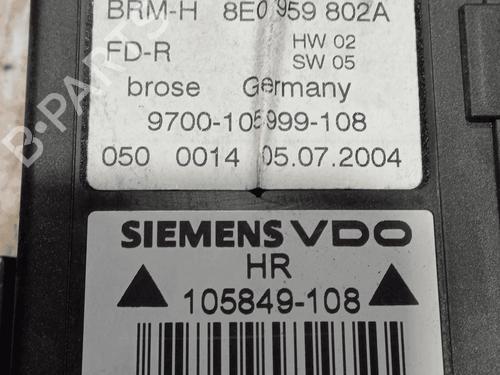 BRM-H 8E0 959 802A
FD-R HW 02
SW 05
brose Germany
9700-105999-108
050 0014 05.07.2004
SIEMENS VDO
HR
105849-108